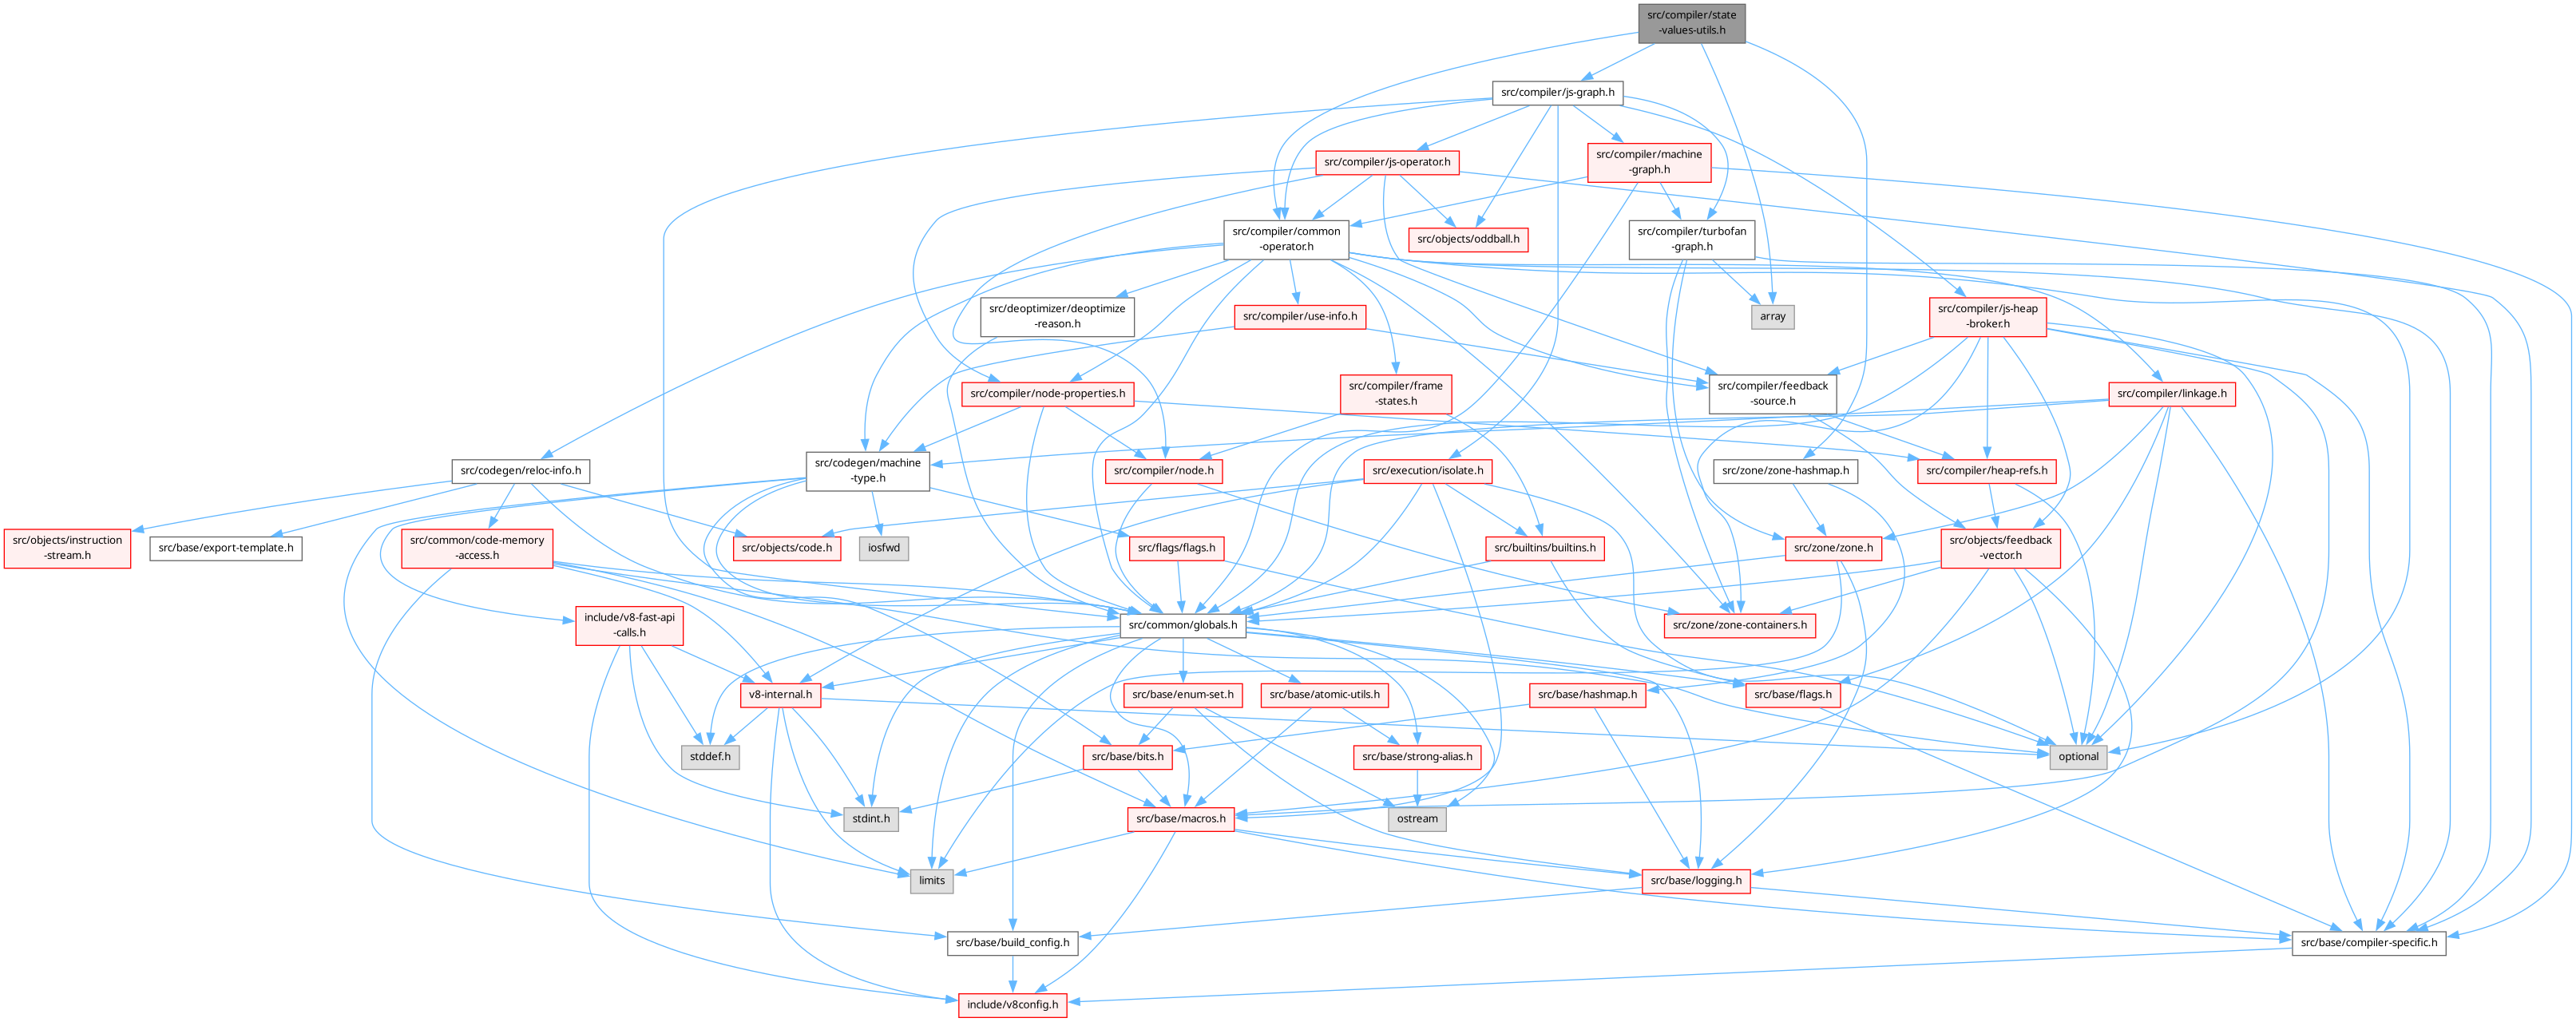 src/compiler/state
-values-utils.h
src/compiler/js-graph.h
src/compiler/js-operator.h
src/compiler/machine
-graph.h
src/compiler/common
-operator.h
src/objects/oddball.h
src/compiler/turbofan
-graph.h
src/deoptimizer/deoptimize
-reason.h
src/compiler/use-info.h
array
src/compiler/js-heap
-broker.h
src/compiler/node-properties.h
src/compiler/frame
-states.h
src/compiler/feedback
-source.h
src/compiler/linkage.h
src/codegen/reloc-info.h
src/codegen/machine
-type.h
src/compiler/node.h
src/execution/isolate.h
src/zone/zone-hashmap.h
src/compiler/heap-refs.h
src/objects/instruction
-stream.h
src/base/export-template.h
src/common/code-memory
-access.h
src/objects/code.h
iosfwd
src/flags/flags.h
src/builtins/builtins.h
src/zone/zone.h
src/objects/feedback
-vector.h
include/v8-fast-api
-calls.h
src/common/globals.h
src/zone/zone-containers.h
v8-internal.h
src/base/enum-set.h
src/base/atomic-utils.h
src/base/hashmap.h
src/base/flags.h
stddef.h
src/base/bits.h
src/base/strong-alias.h
optional
stdint.h
src/base/macros.h
ostream
limits
src/base/logging.h
src/base/build_config.h
src/base/compiler-specific.h
include/v8config.h